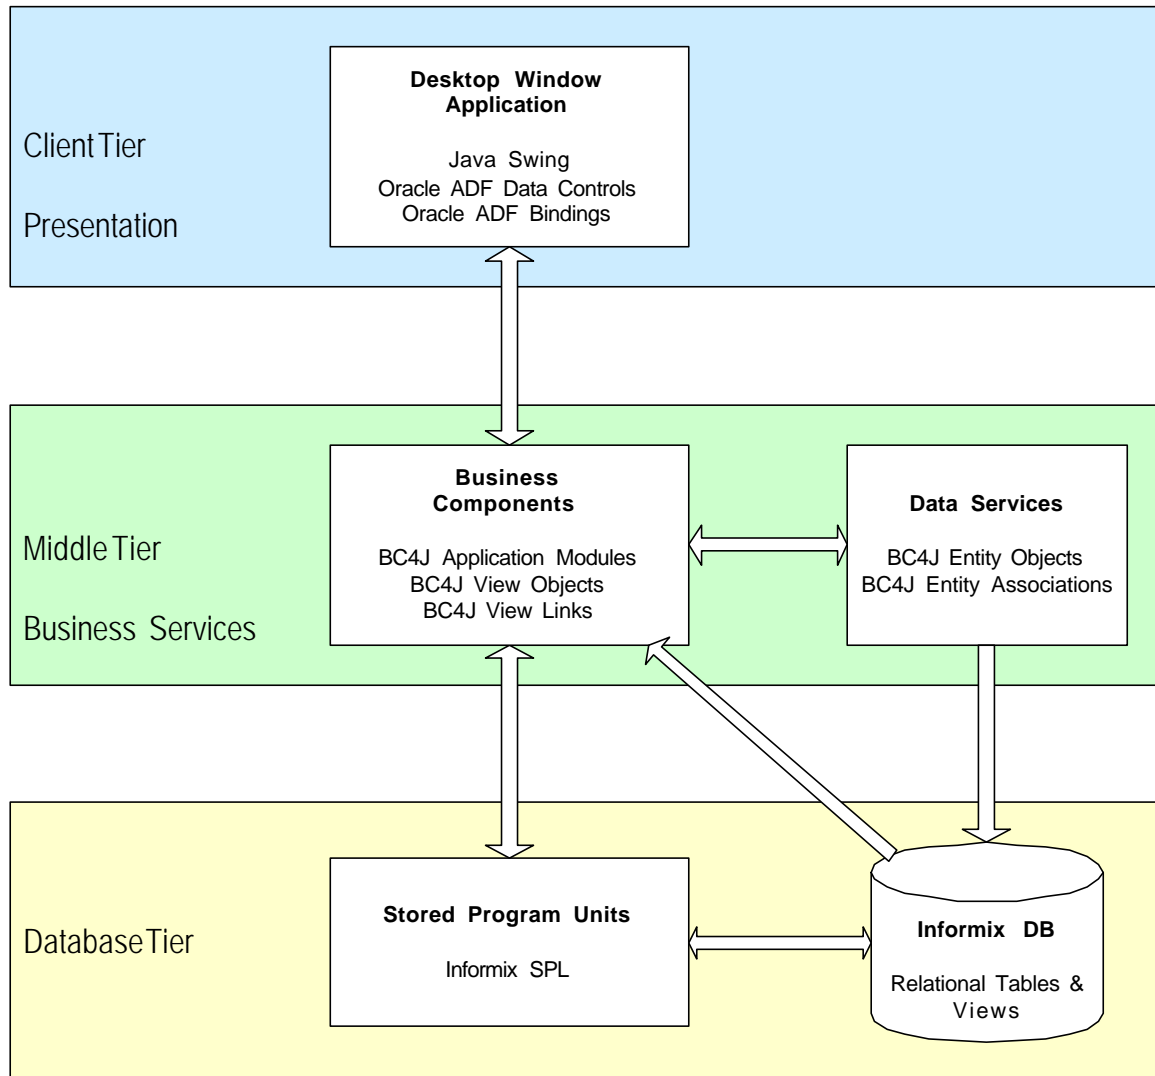 Client Tier
Presentation
Desktop Window
Application
Java Swing
Oracle ADF Data Controls
Oracle ADF Bindings
Middle Tier
Business Services
Business
Components
BC4J Application Modules
BC4J View Objects
BC4J View Links
Data Services
BC4J Entity Objects
BC4J Entity Associations
Database Tier
Stored Program Units
Informix SPL
Informix DB
Relational Tables &
Views